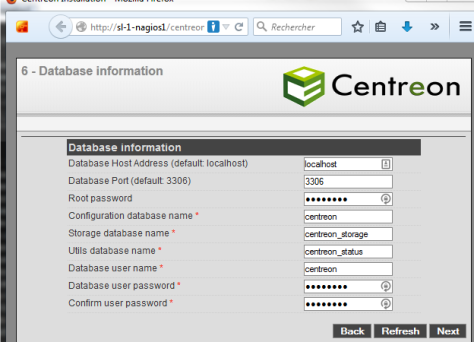 Centreon Installation - Mozilla Firefox
http://sl-1-nagios1/centreor
Rechercher
6 - Database information
Centreon
Database information
Database Host Address (default: localhost) localhost
Database Port (default: 3306) 3306
Root password ••••••••
Configuration database name * centreon
Storage database name * centreon_storage
Utils database name * centreon_status
Database user name * centreon
Database user password * ••••••••
Confirm user password * ••••••••
Back Refresh Next